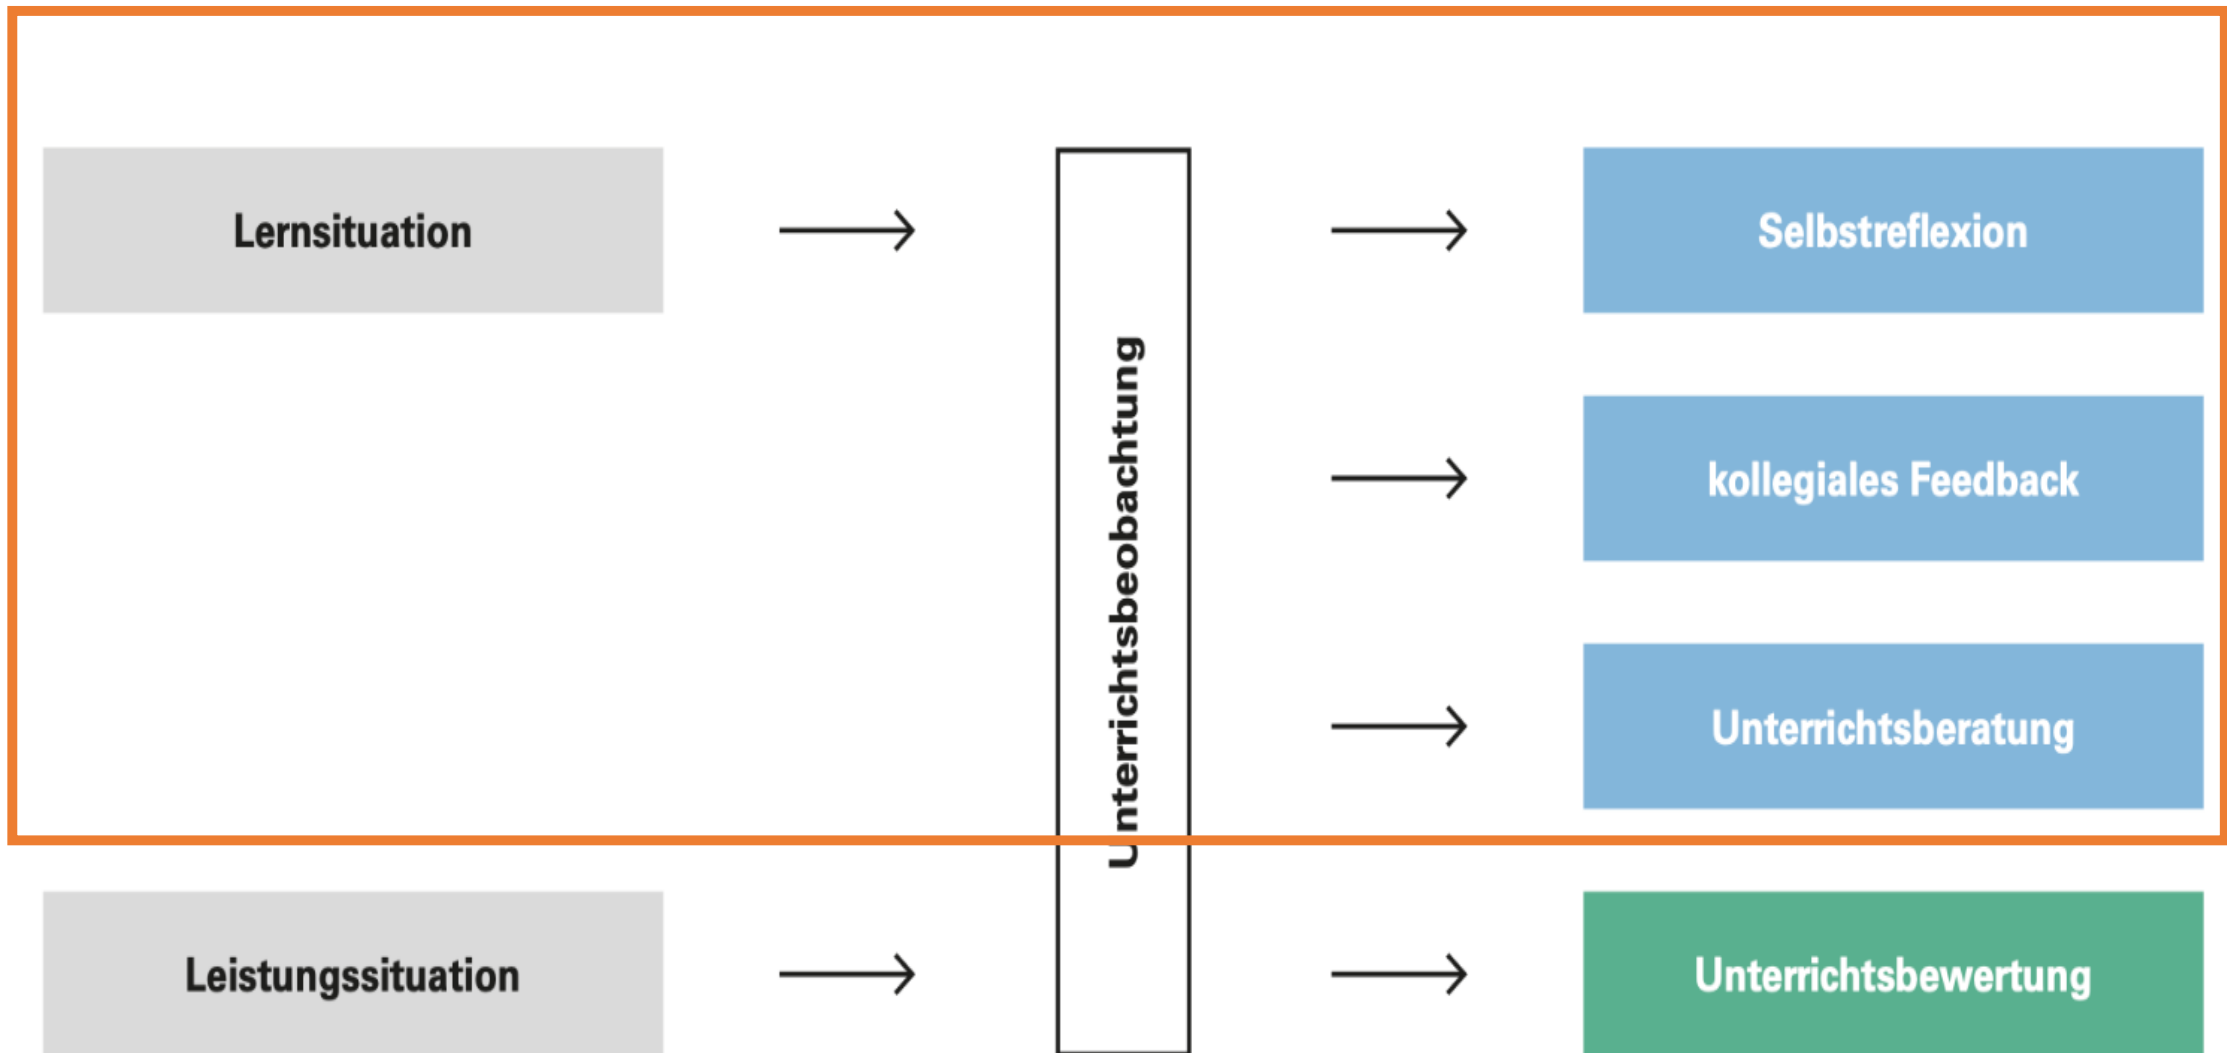 Lernsituation
Unterrichtsbeobachtung
Selbstreflexion
kollegiales Feedback
Unterrichtsberatung
Leistungssituation
Unterrichtsbewertung